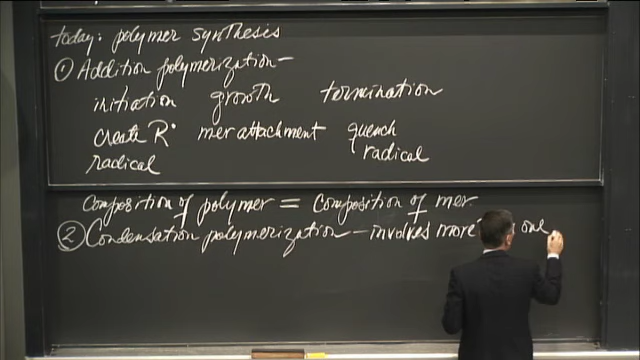 today: polymer synthesis
① Addition polymerization-
initiation growth termination
create R• mer attachment quench
radical radical
Composition of polymer = Composition of mer
② Condensation polymerization - involves more one